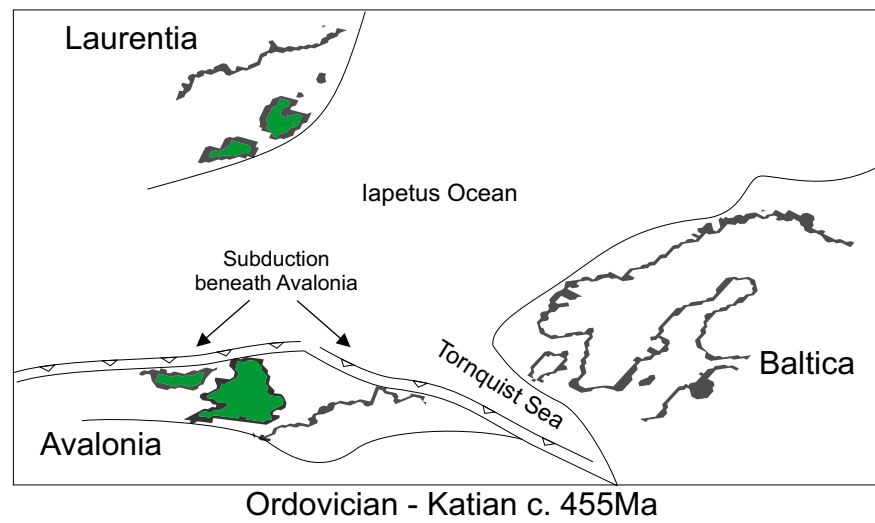 Laurentia
Iapetus Ocean
Subduction
beneath Avalonia
Tornquist Sea
Baltica
Avalonia
Ordovician - Katian c. 455Ma